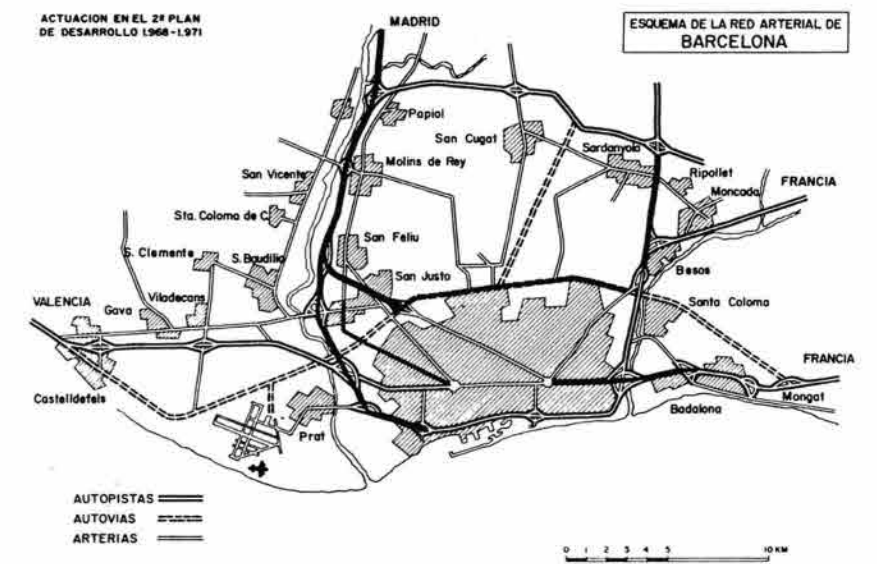 ACTUACION EN EL 2º PLAN
DE DESARROLLO 1.968-1.971
ESQUEMA DE LA RED ARTERIAL DE
BARCELONA
MADRID
Papiol
San Cugat
Sardanyola
Molins de Rey
Ripollet
San Vicente
Moncada
FRANCIA
Sta. Coloma de C.
San Feliu
S. Clemente
S. Baudilio
San Justo
Besos
VALENCIA
Viladecans
Gava
Santa Coloma
FRANCIA
Castelldefels
Mongat
Badalona
Prat
AUTOPISTAS
AUTOVIAS
ARTERIAS
0 1 2 3 4 5 10 KM